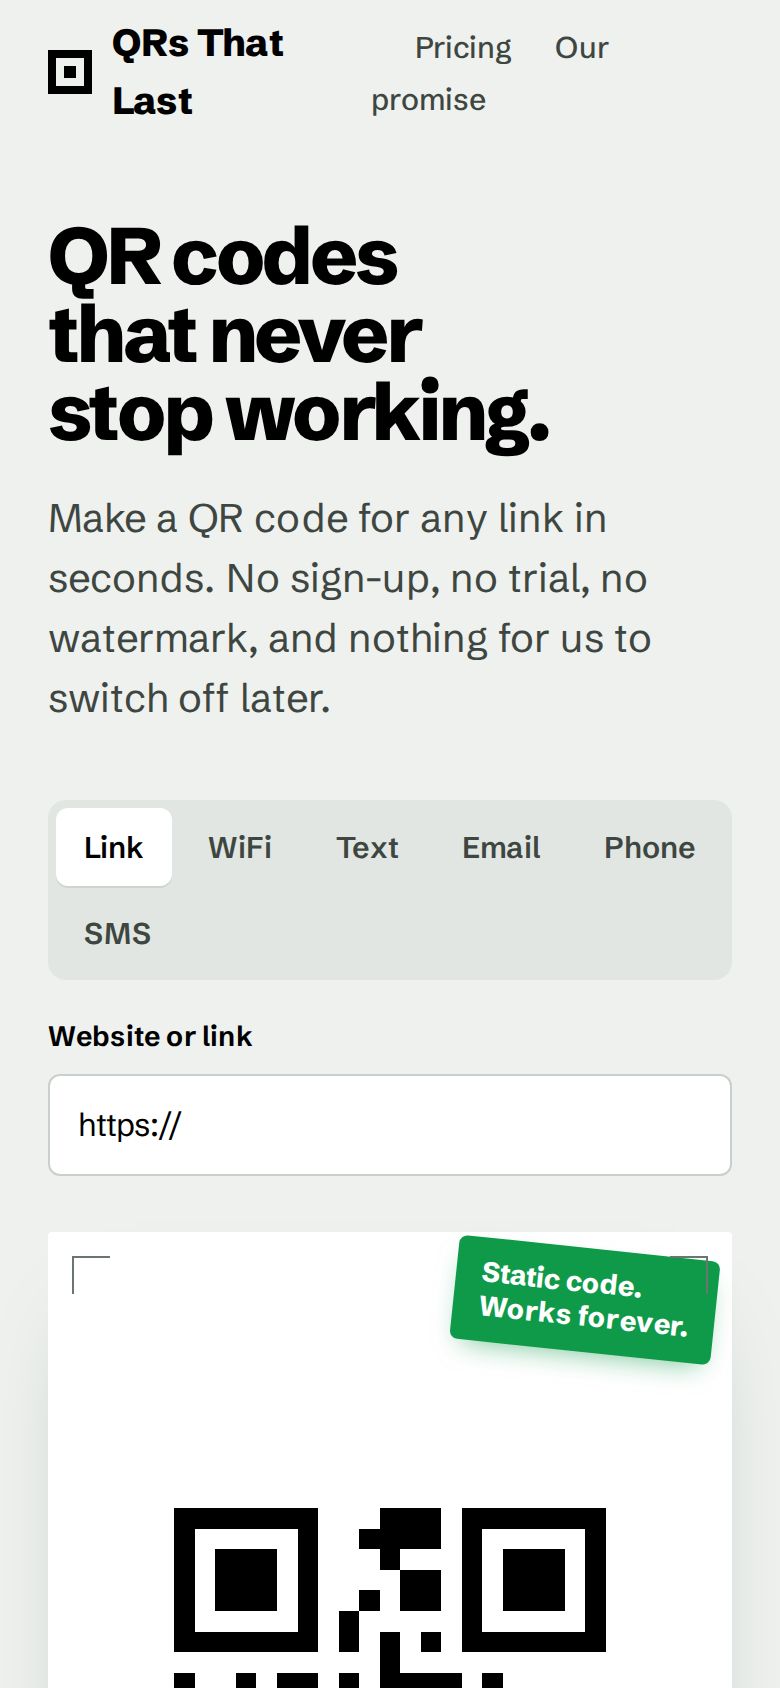 QRs That
Last
Pricing Our
promise
QR codes
that never
stop working.
Make a QR code for any link in
seconds. No sign-up, no trial, no
watermark, and nothing for us to
switch off later.
Link WiFi Text Email Phone
SMS
Website or link
https://
Static code.
Works forever.